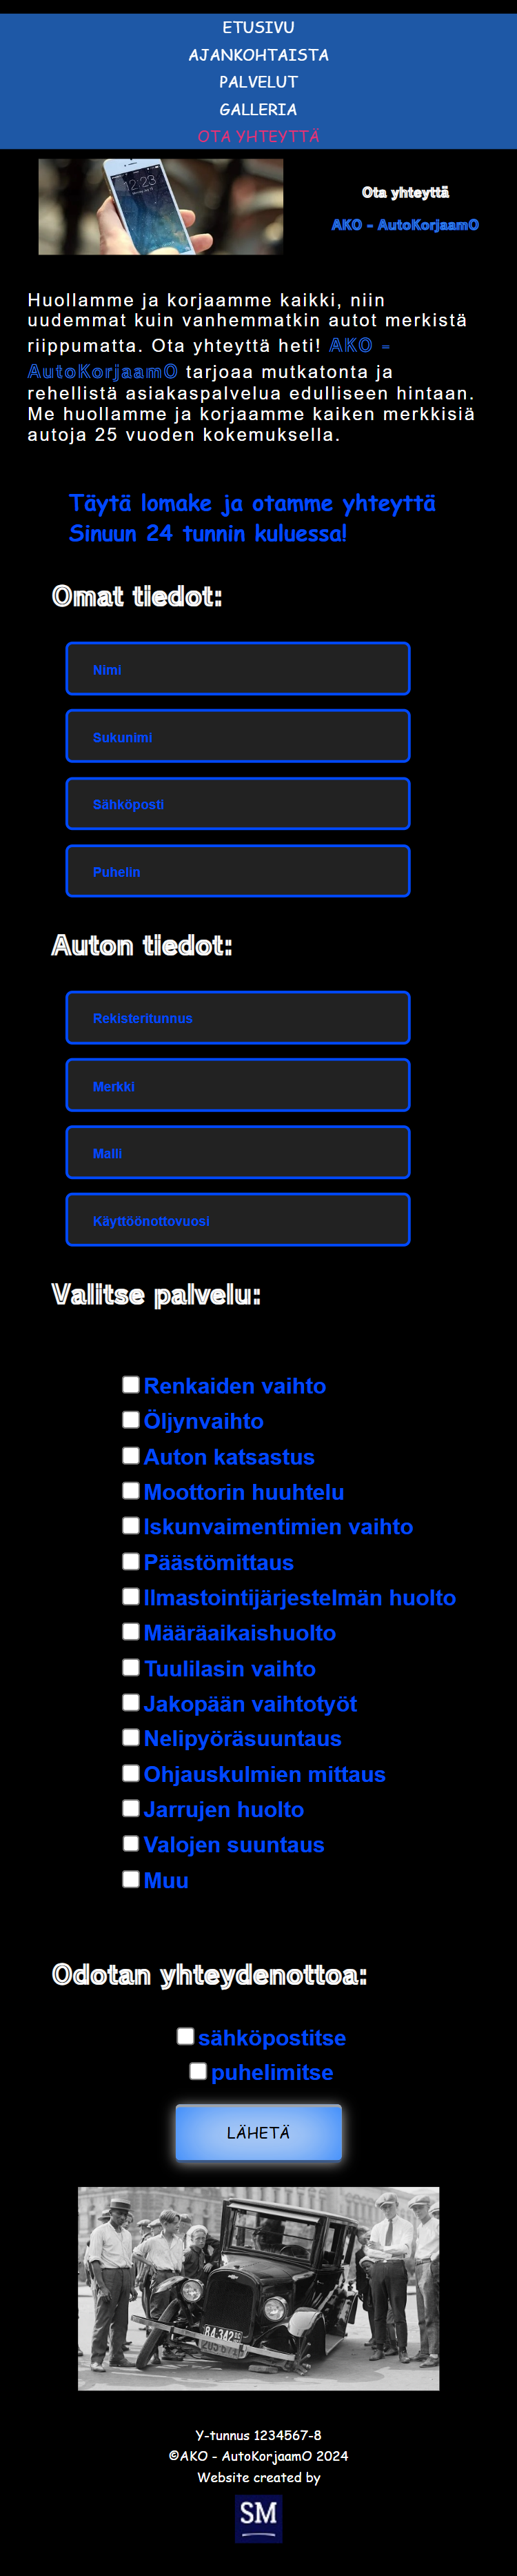 ETUSIVU
AJANKOHTAISTA
PALVELUT
GALLERIA
OTA YHTEYTTÄ
12:23
Ota yhteyttä
AKO - AutoKorjaamO
Huollamme ja korjaamme kaikki, niin
uudemmat kuin vanhemmatkin autot merkistä
riippumatta. Ota yhteyttä heti! AKO -
AutoKorjaamO tarjoaa mutkatonta ja
rehellistä asiakaspalvelua edulliseen hintaan.
Me huollamme ja korjaamme kaiken merkkisiä
autoja 25 vuoden kokemuksella.
Täytä lomake ja otamme yhteyttä
Sinuun 24 tunnin kuluessa!
Omat tiedot:
Nimi
Sukunimi
Sähköposti
Puhelin
Auton tiedot:
Rekisteritunnus
Merkki
Malli
Käyttöönottovuosi
Valitse palvelu:
Renkaiden vaihto
Öljynvaihto
Auton katsastus
Moottorin huuhtelu
Iskunvaimentimien vaihto
Päästömittaus
Ilmastointijärjestelmän huolto
Määräaikaishuolto
Tuulilasin vaihto
Jakopään vaihtotyöt
Nelipyöräsuuntaus
Ohjauskulmien mittaus
Jarrujen huolto
Valojen suuntaus
Muu
Odotan yhteydenottoa:
sähköpostitse
puhelimitse
LÄHETÄ
84,342
Y-tunnus 1234567-8
©AKO - AutoKorjaamO 2024
Website created by
SM